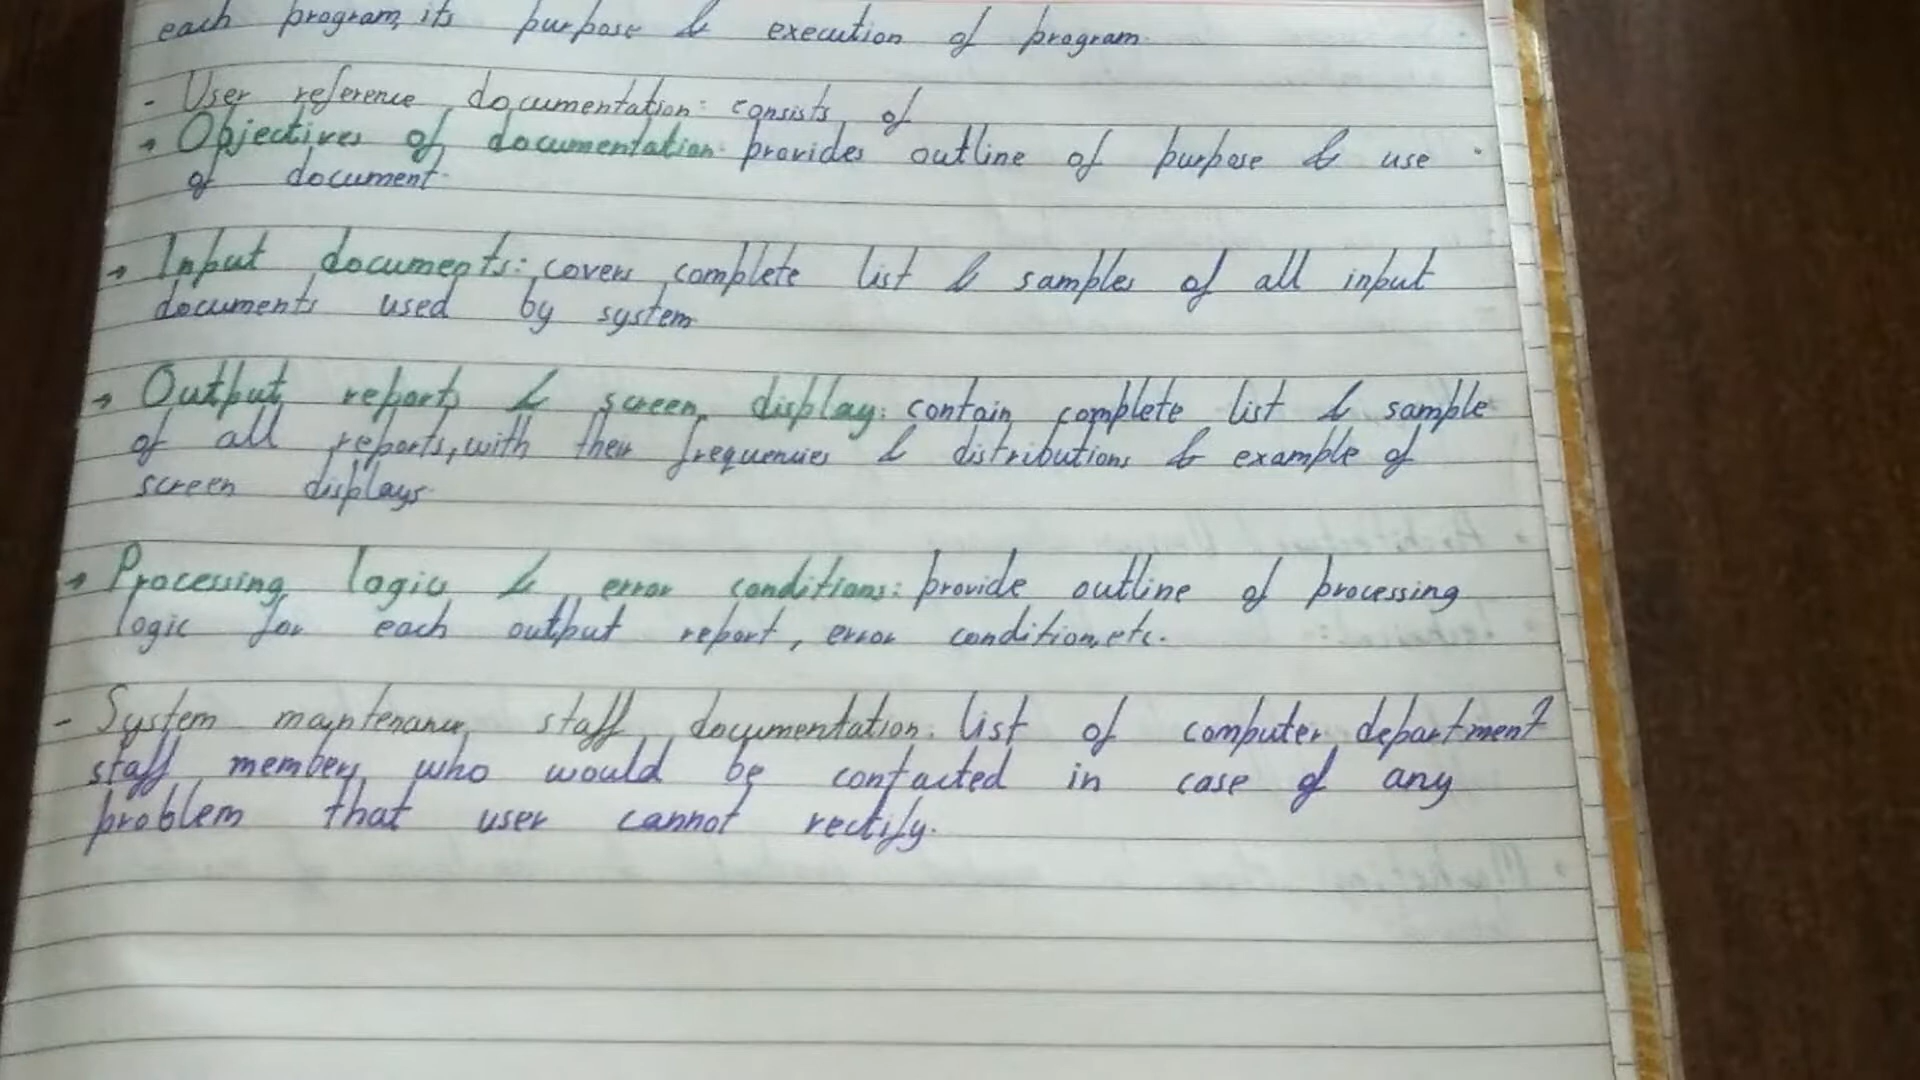 each program, its purpose & execution of program.
- User reference documentation: consists of
→ Objectives of documentation: provides outline of purpose & use
of document.
→ Input documents: covers complete list & samples of all input
documents used by system
→ Output reports & screen display: contain complete list & sample
of all reports, with their frequencies & distributions & example of
screen displays.
→ Processing logics & error conditions: provide outline of processing
logic for each output report, error condition, etc.
- System maintenance staff documentation: list of computer department
staff members who would be contacted in case of any
problem that user cannot rectify.